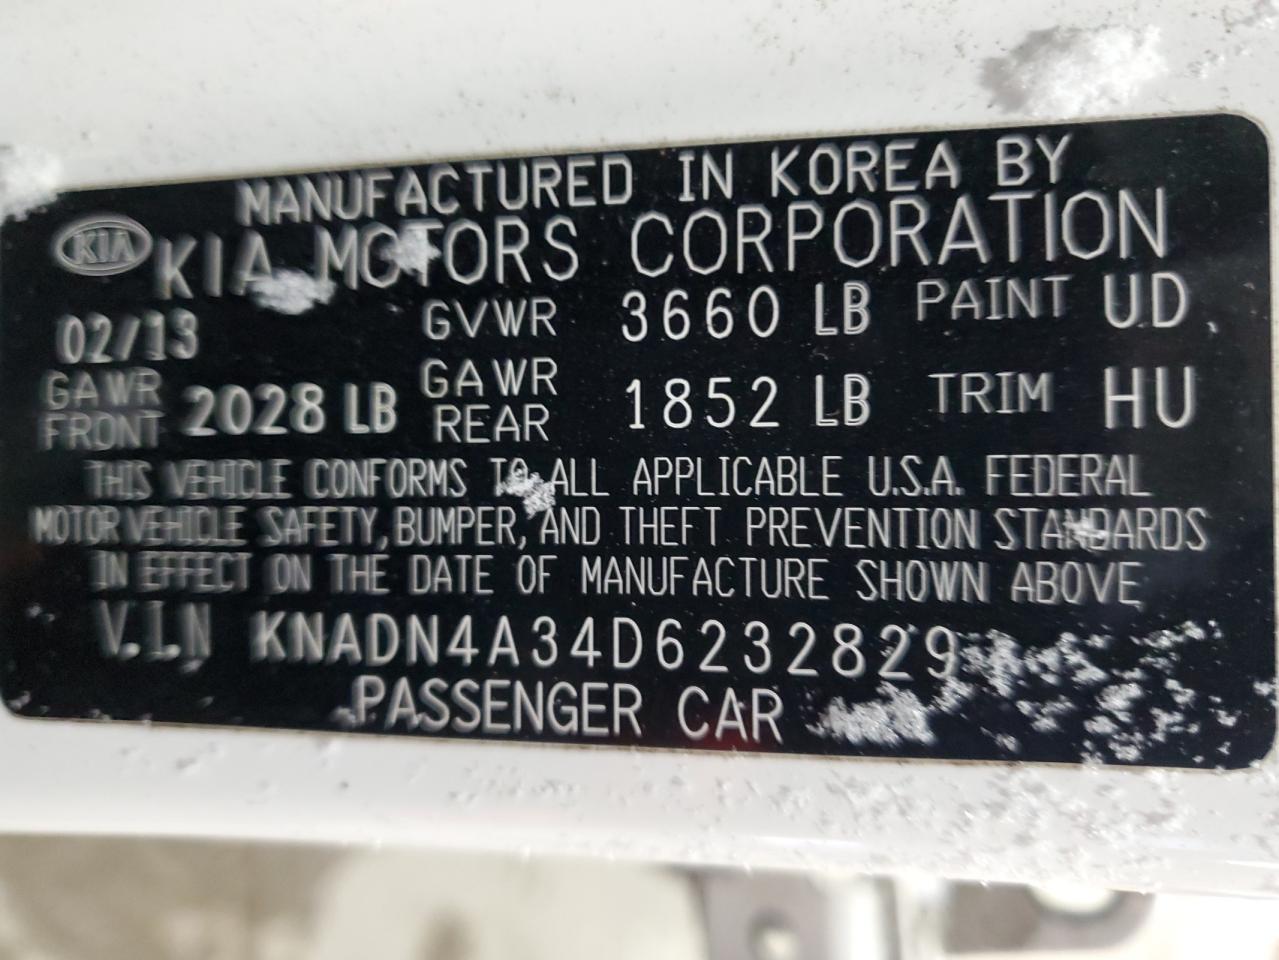 MANUFACTURED IN KOREA BY
KIA KIA MOTORS CORPORATION
02/13 GVWR 3660 LB PAINT UD
GAWR FRONT 2028 LB GAWR REAR 1852 LB TRIM HU
THIS VEHICLE CONFORMS TO ALL APPLICABLE U.S.A. FEDERAL
MOTOR VEHICLE SAFETY, BUMPER, AND THEFT PREVENTION STANDARDS
IN EFFECT ON THE DATE OF MANUFACTURE SHOWN ABOVE
V.I.N KNADN4A34D6232829
PASSENGER CAR